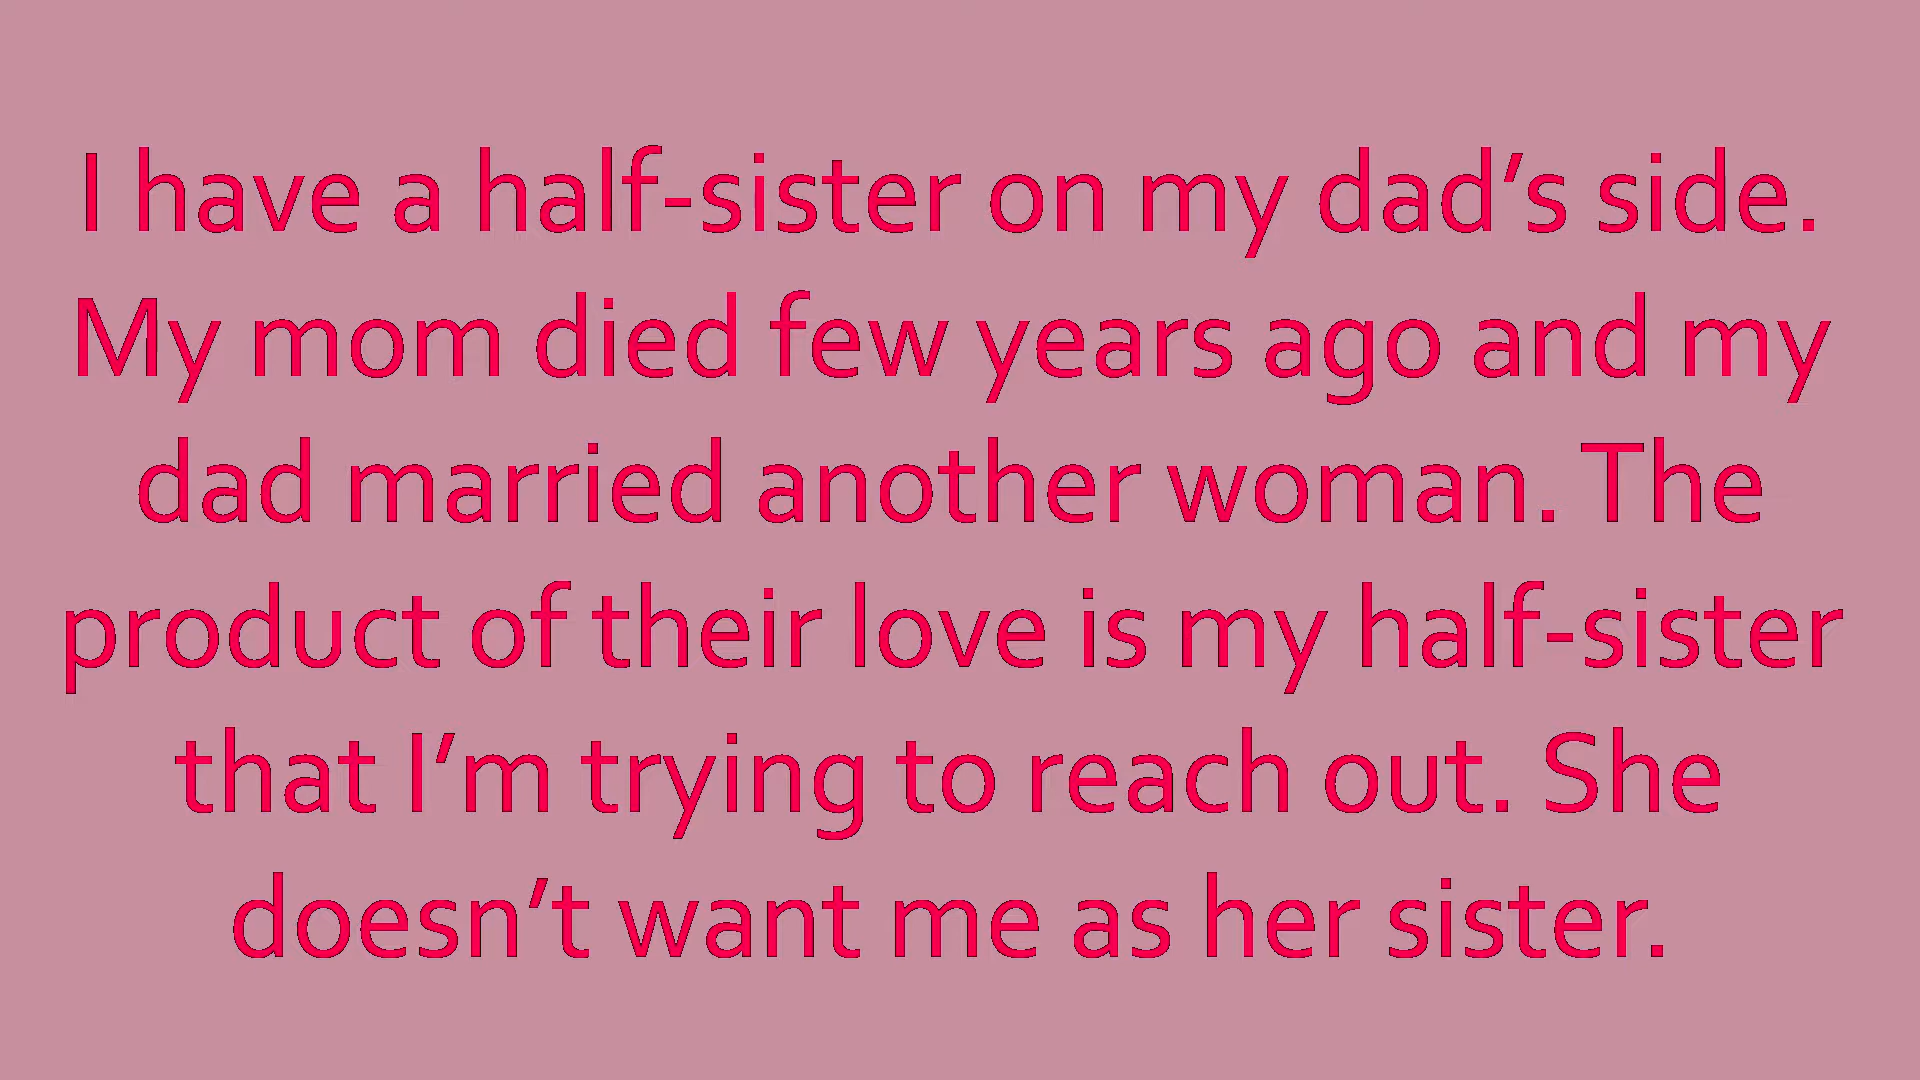 I have a half-sister on my dad’s side.
My mom died few years ago and my
dad married another woman. The
product of their love is my half-sister
that I’m trying to reach out. She
doesn’t want me as her sister.